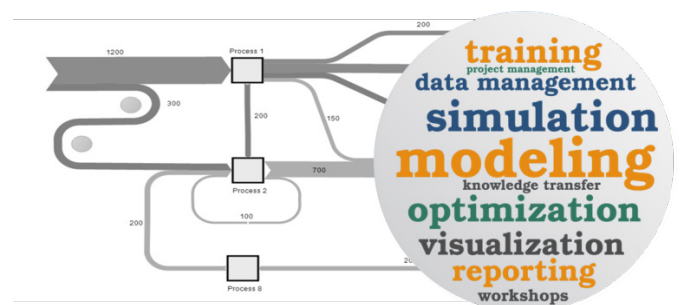 200
1200
Process 1
300
200
150
700
Process 2
200
100
Process 8
training
project management
data management
simulation
modeling
knowledge transfer
optimization
visualization
reporting
workshops